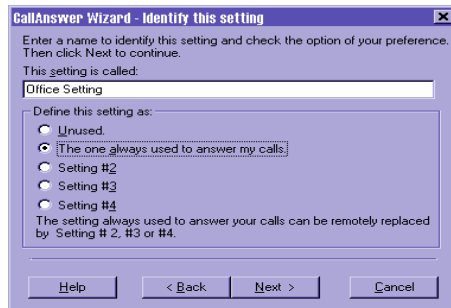 CallAnswer Wizard - Identify this setting
Enter a name to identify this setting and check the option of your preference.
Then click Next to continue.
This setting is called:
Office Setting
Define this setting as:
Unused.
The one always used to answer my calls.
Setting #2
Setting #3
Setting #4
The setting always used to answer your calls can be remotely replaced
by Setting # 2, #3 or #4.
Help
< Back
Next >
Cancel